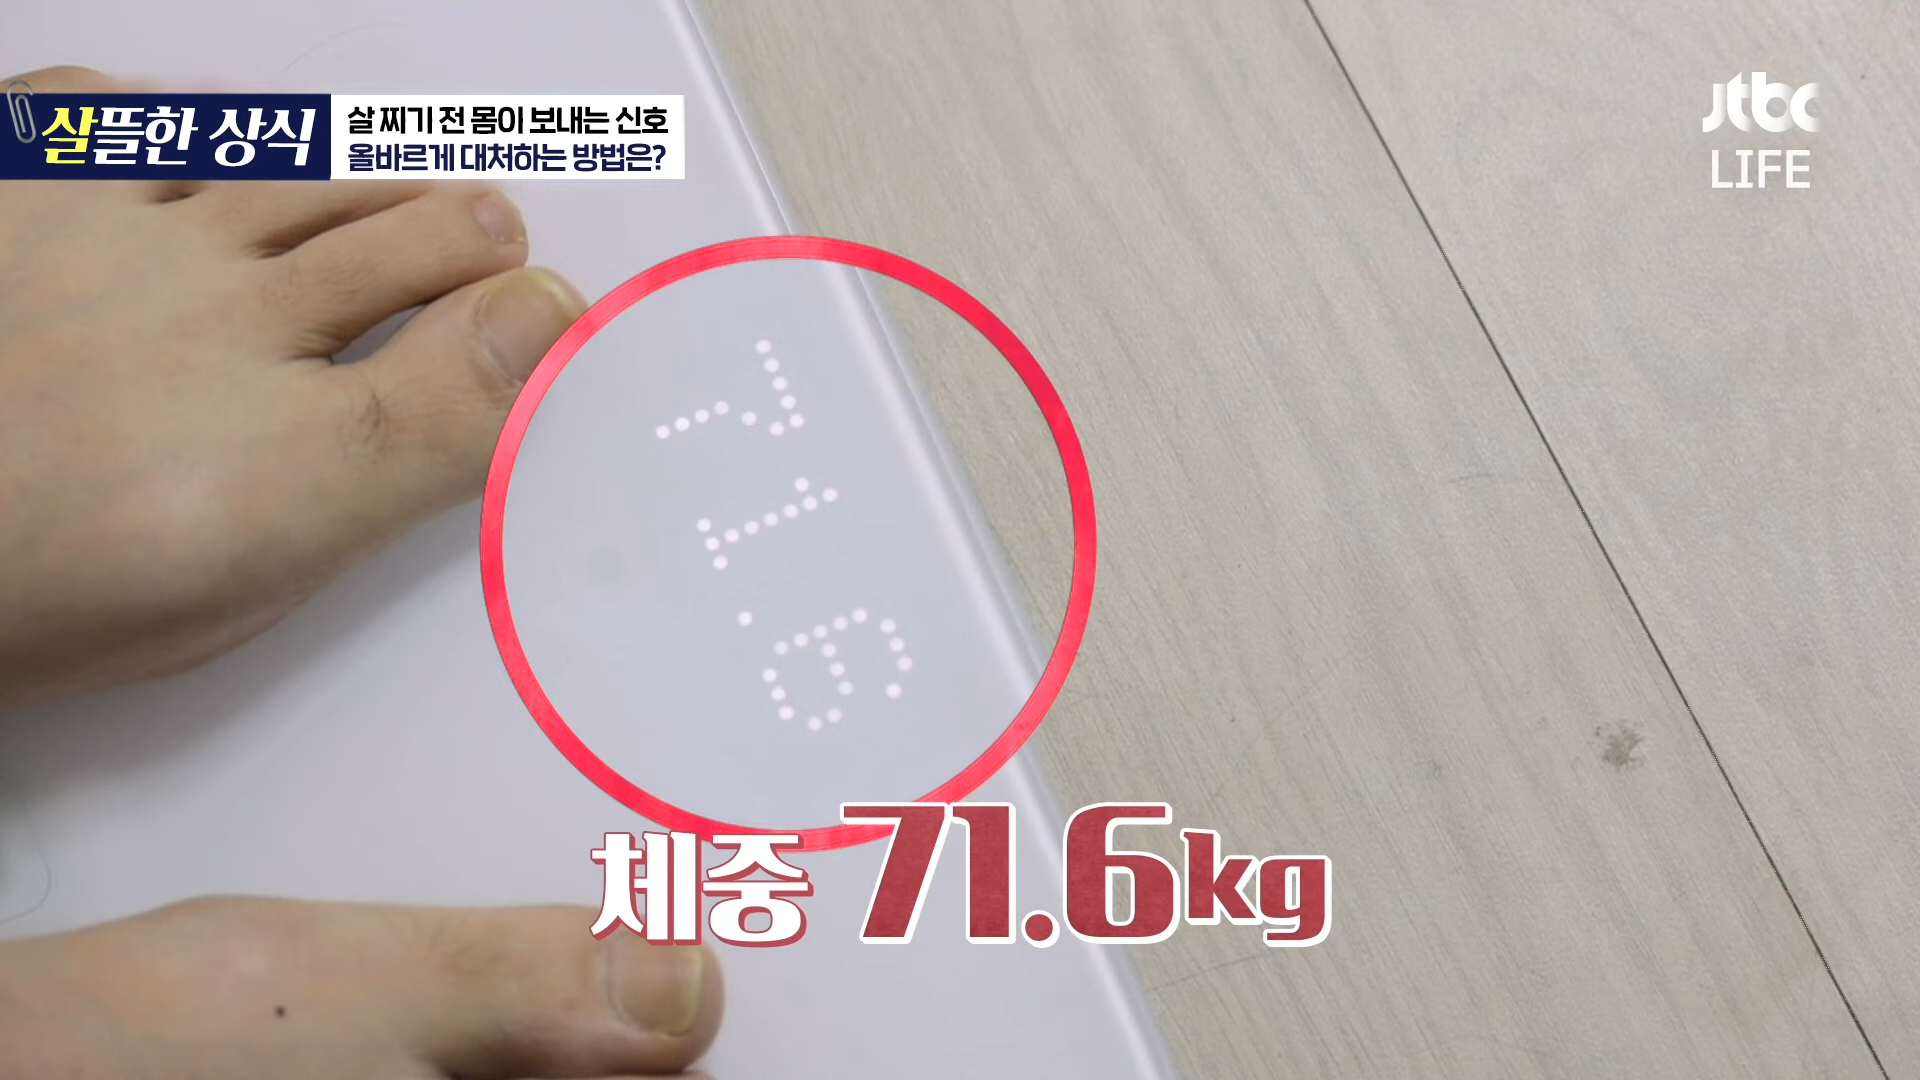 살뜰한 상식
살 찌기 전 몸이 보내는 신호
올바르게 대처하는 방법은?
jtbc
LIFE
71.6
체중 71.6kg